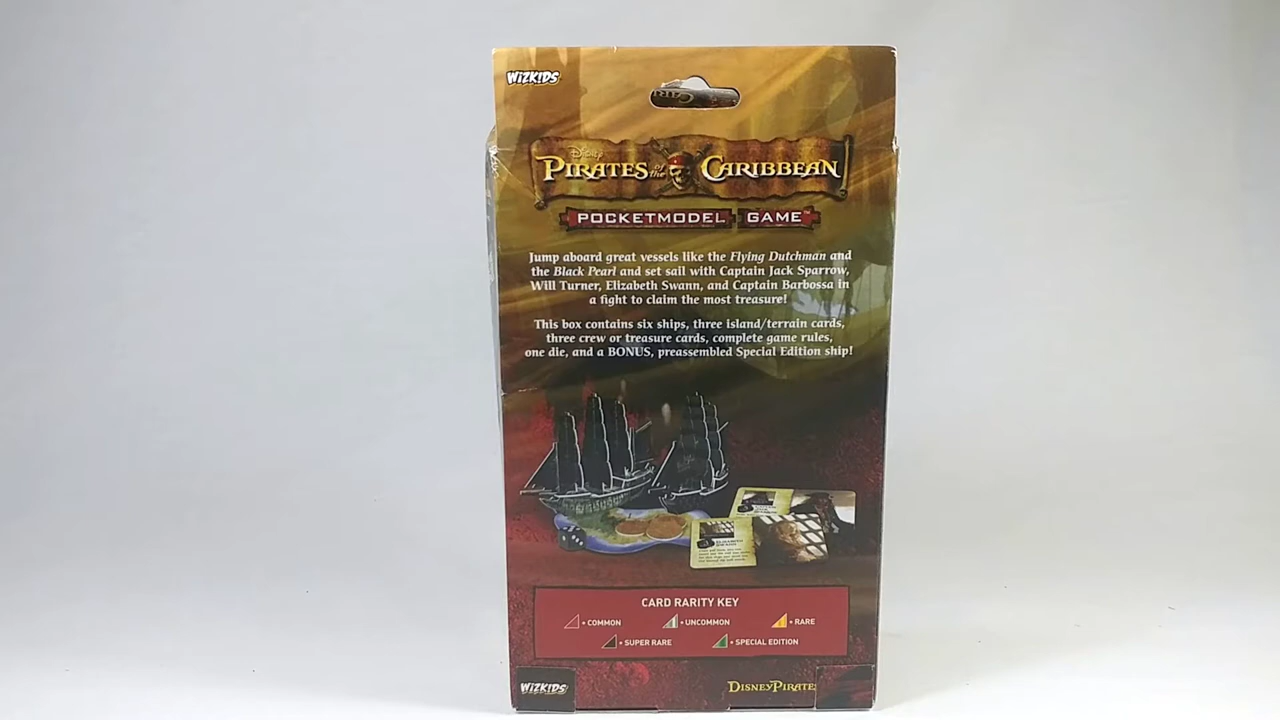 WIZKIDS
Disney
PIRATES of the CARIBBEAN
POCKETMODEL GAME™
Jump aboard great vessels like the Flying Dutchman and
the Black Pearl and set sail with Captain Jack Sparrow,
Will Turner, Elizabeth Swann, and Captain Barbossa in
a fight to claim the most treasure!
This box contains six ships, three island/terrain cards,
three crew or treasure cards, complete game rules,
one die, and a BONUS, preassembled Special Edition ship!
ELIZABETH
SWANN
CARD RARITY KEY
= COMMON
= UNCOMMON
= RARE
= SUPER RARE
= SPECIAL EDITION
WIZKIDS
DISNEYPIRATE